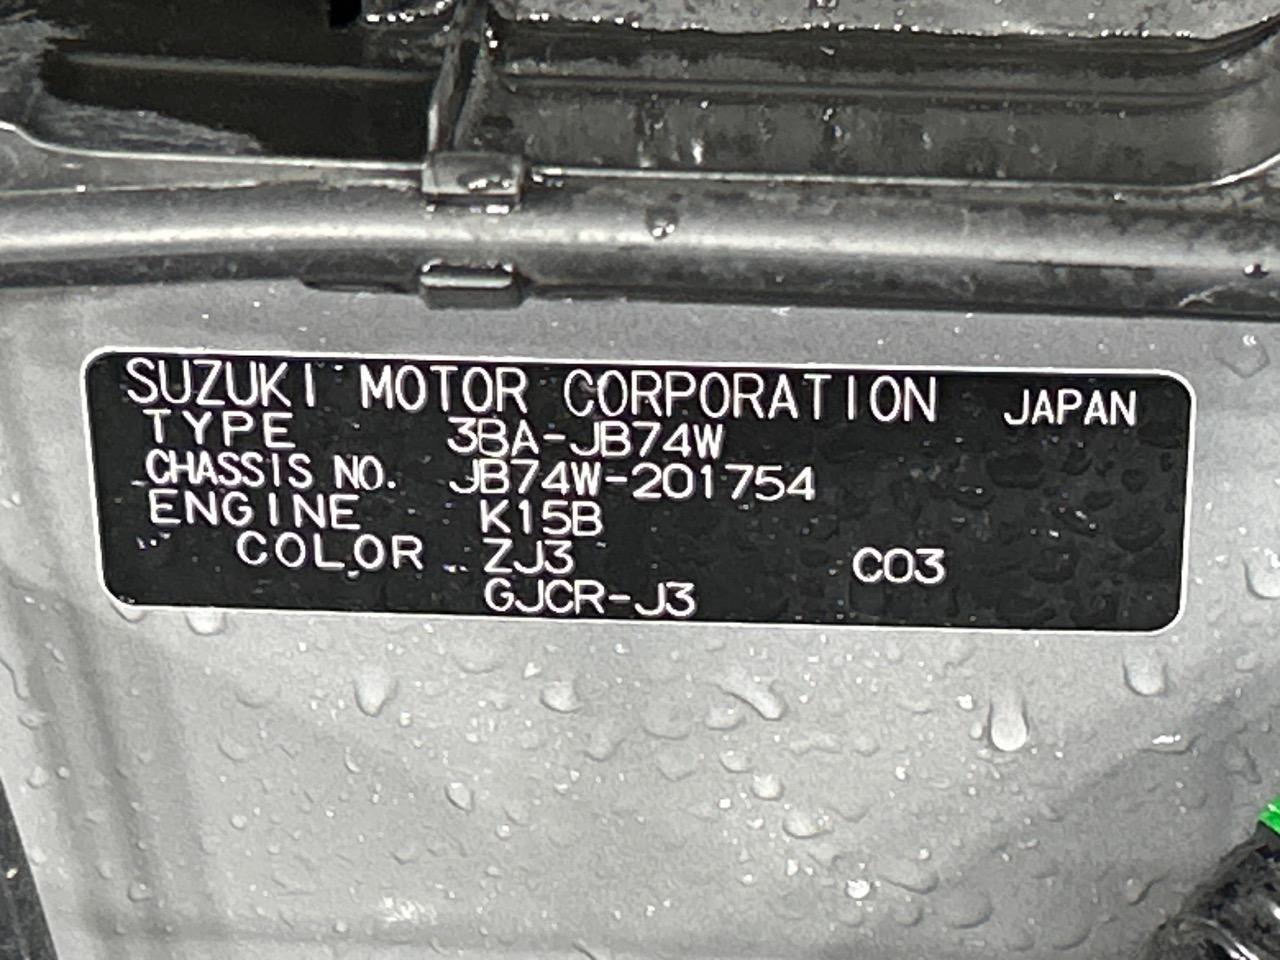 SUZUKI MOTOR CORPORATION JAPAN
TYPE 3BA-JB74W
CHASSIS NO. JB74W-201754
ENGINE K15B
COLOR ZJ3 C03
GJCR-J3